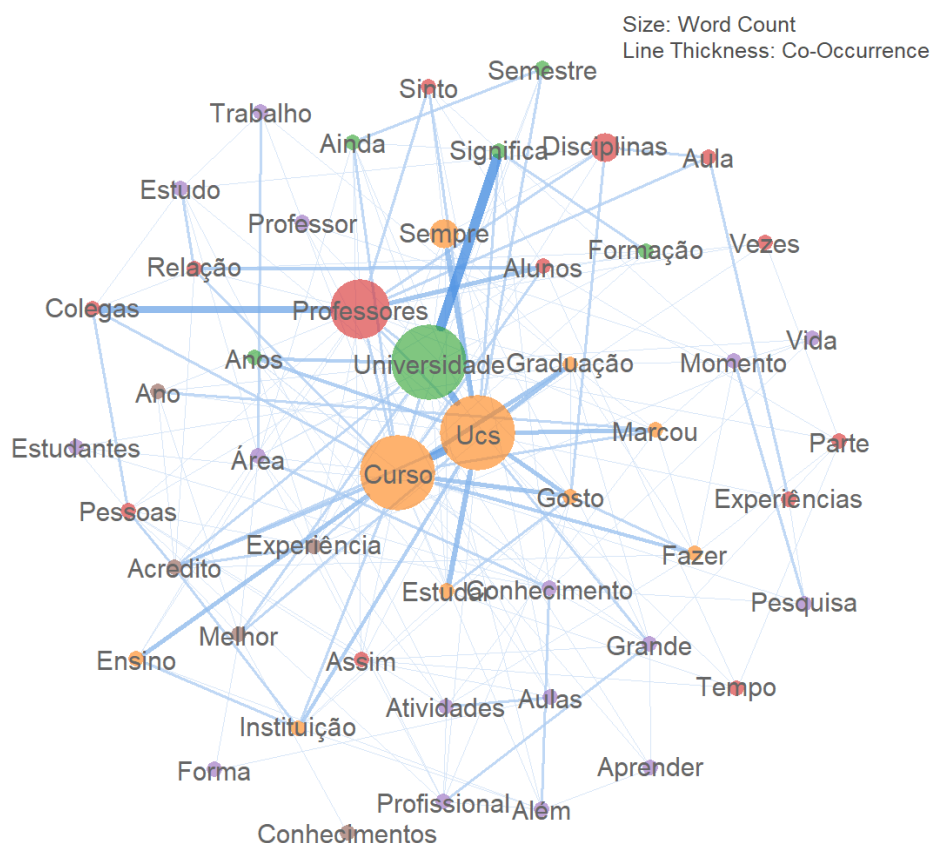 Size: Word Count
Line Thickness: Co-Occurrence
Semestre
Sinto
Trabalho
Ainda
Significa
Disciplinas
Aula
Estudo
Professor
Sempre
Formação
Vezes
Relação
Alunos
Colegas
Professores
Vida
Anos
Universidade
Graduação
Momento
Ano
Ucs
Marcou
Parte
Estudantes
Área
Curso
Gosto
Experiências
Pessoas
Experiência
Fazer
Acredito
Estudar
Conhecimento
Pesquisa
Melhor
Grande
Ensino
Assim
Tempo
Instituição
Atividades
Aulas
Forma
Aprender
Profissional
Além
Conhecimentos